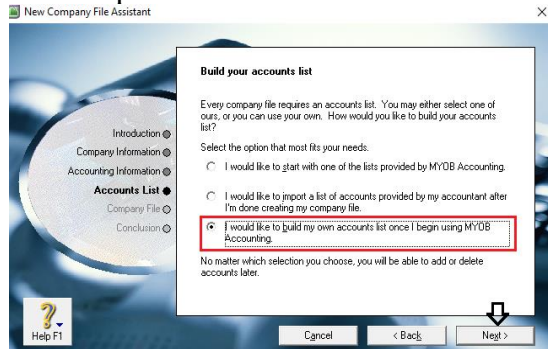 New Company File Assistant
Build your accounts list
Every company file requires an accounts list. You may either select one of
ours, or you can use your own. How would you like to build your accounts
list?
Select the option that most fits your needs.
I would like to start with one of the lists provided by MYOB Accounting.
I would like to import a list of accounts provided by my accountant after
I'm done creating my company file.
I would like to build my own accounts list once I begin using MYOB
Accounting.
No matter which selection you choose, you will be able to add or delete
accounts later.
Introduction
Company Information
Accounting Information
Accounts List
Company File
Conclusion
Help F1
Cancel
< Back
Next >